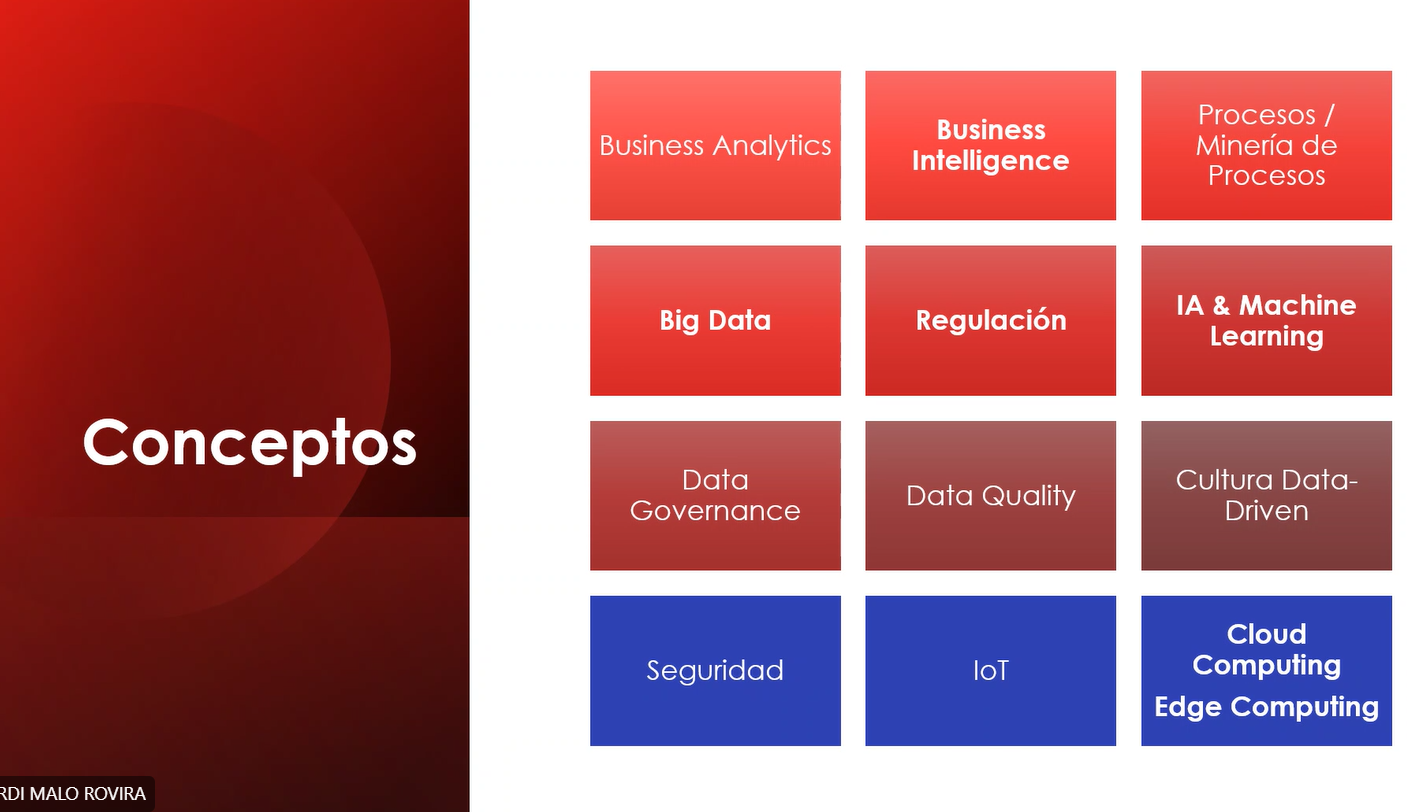 Conceptos
Business Analytics
Business
Intelligence
Procesos /
Minería de
Procesos
Big Data
Regulación
IA & Machine
Learning
Data
Governance
Data Quality
Cultura Data-
Driven
Seguridad
IoT
Cloud
Computing
Edge Computing
RDI MALO ROVIRA